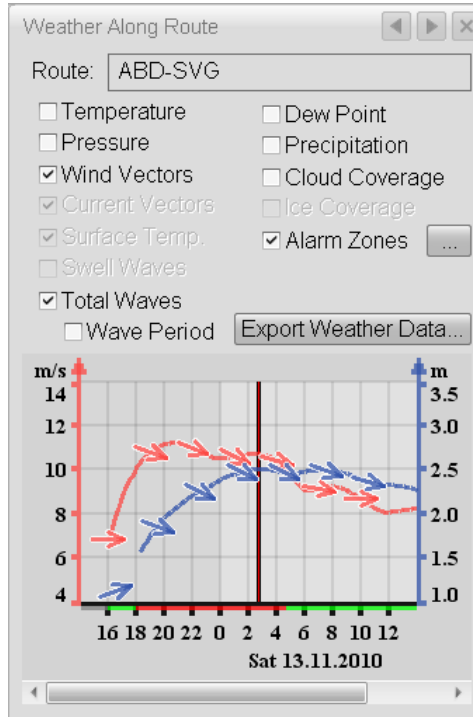 Weather Along Route
Route: ABD-SVG
Temperature Dew Point
Pressure Precipitation
Wind Vectors Cloud Coverage
Current Vectors Ice Coverage
Surface Temp. Alarm Zones ...
Swell Waves
Total Waves
Wave Period Export Weather Data...
m/s m
14 3.5
12 3.0
10 2.5
8 2.0
6 1.5
4 1.0
16 18 20 22 0 2 4 6 8 10 12
Sat 13.11.2010